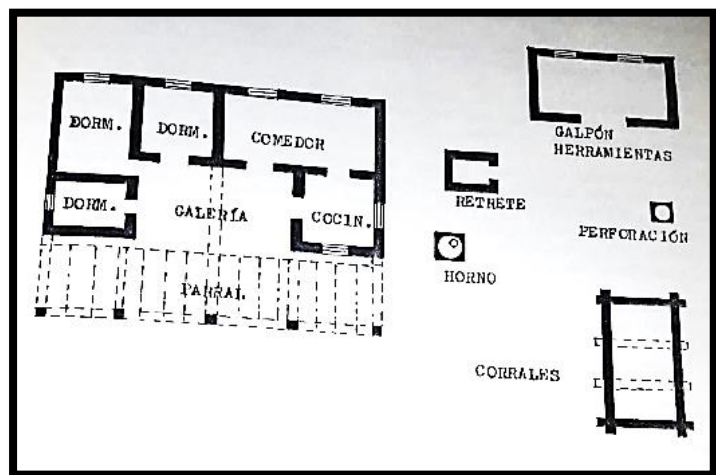 DORM.
DORM.
COMEDOR
DORM.
GALERÍA
COCIN.
PARRAL
GALPÓN
HERRAMIENTAS
RETRETE
PERFORACIÓN
HORNO
CORRALES